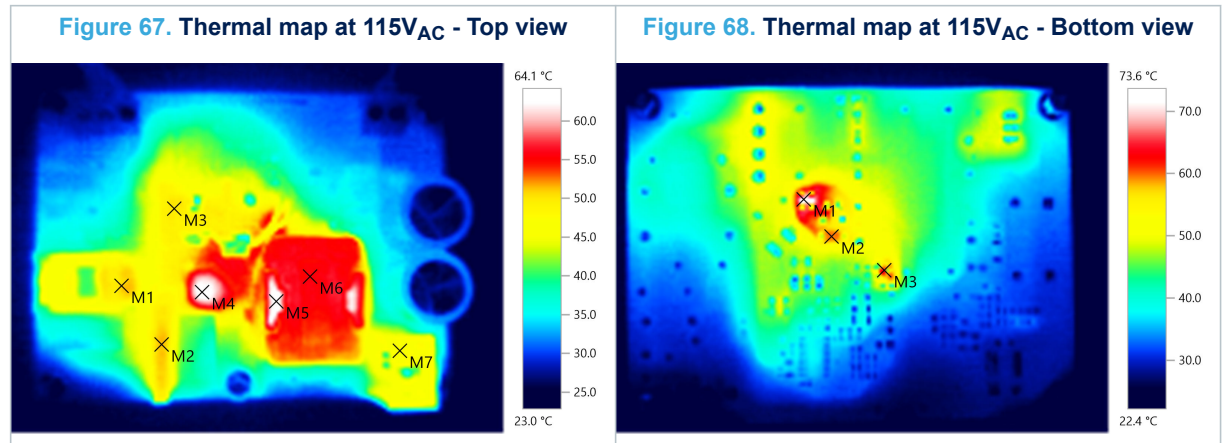 Figure 67. Thermal map at 115VAC - Top view
64.1 °C
60.0
55.0
50.0
45.0
40.0
35.0
30.0
25.0
23.0 °C
M1
M2
M3
M4
M5
M6
M7
Figure 68. Thermal map at 115VAC - Bottom view
73.6 °C
70.0
60.0
50.0
40.0
30.0
22.4 °C
M1
M2
M3